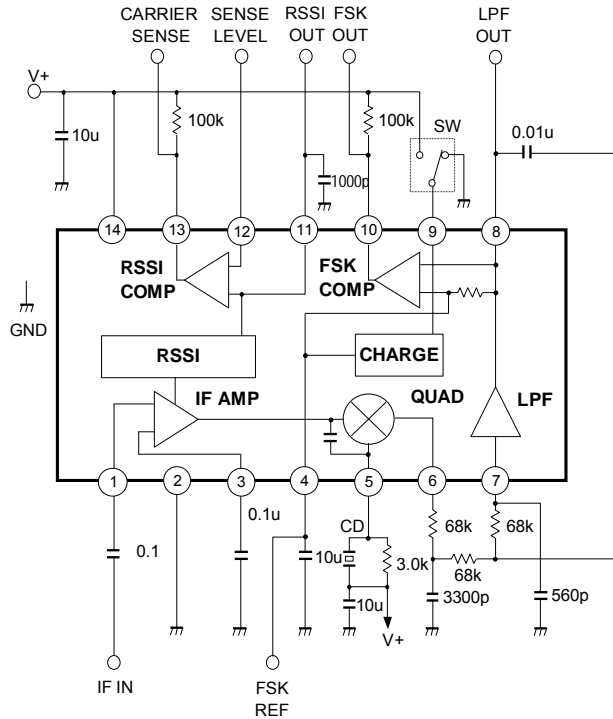 CARRIER SENSE RSSI FSK LPF
SENSE LEVEL OUT OUT OUT
V+
10u
100k
100k
SW
0.01u
1000p
14 13 12 11 10 9 8
RSSI FSK
COMP COMP
GND
RSSI
CHARGE
IF AMP
QUAD
LPF
1 2 3 4 5 6 7
0.1
0.1u
10u
CD
3.0k
10u
V+
68k
68k
68k
3300p
560p
IF IN
FSK
REF